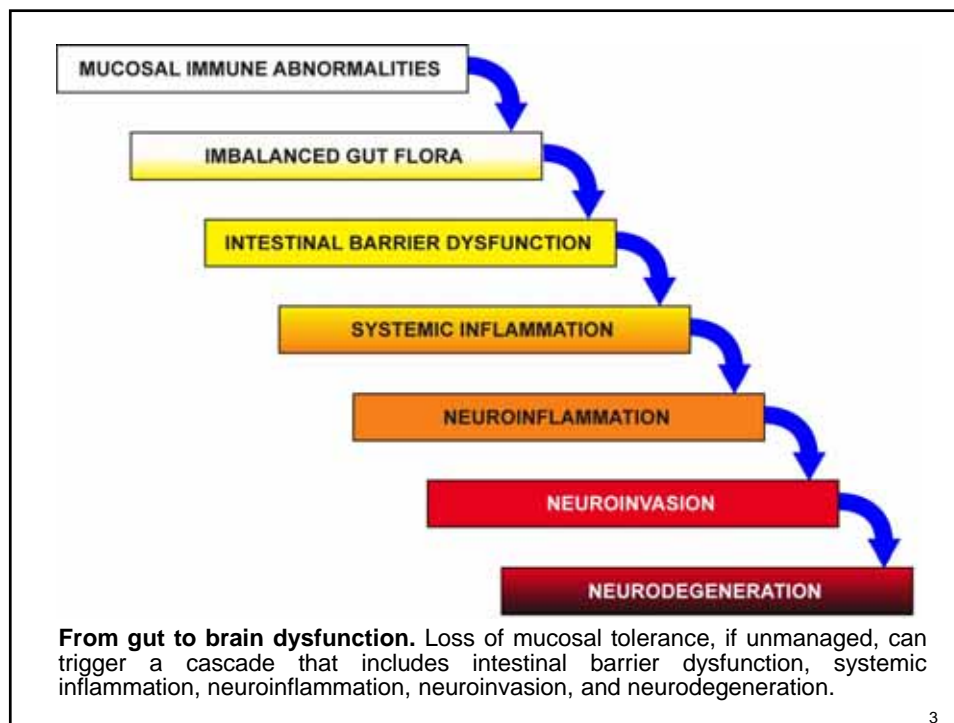 MUCOSAL IMMUNE ABNORMALITIES
IMBALANCED GUT FLORA
INTESTINAL BARRIER DYSFUNCTION
SYSTEMIC INFLAMMATION
NEUROINFLAMMATION
NEUROINVASION
NEURODEGENERATION
From gut to brain dysfunction. Loss of mucosal tolerance, if unmanaged, can
trigger a cascade that includes intestinal barrier dysfunction, systemic
inflammation, neuroinflammation, neuroinvasion, and neurodegeneration.
3